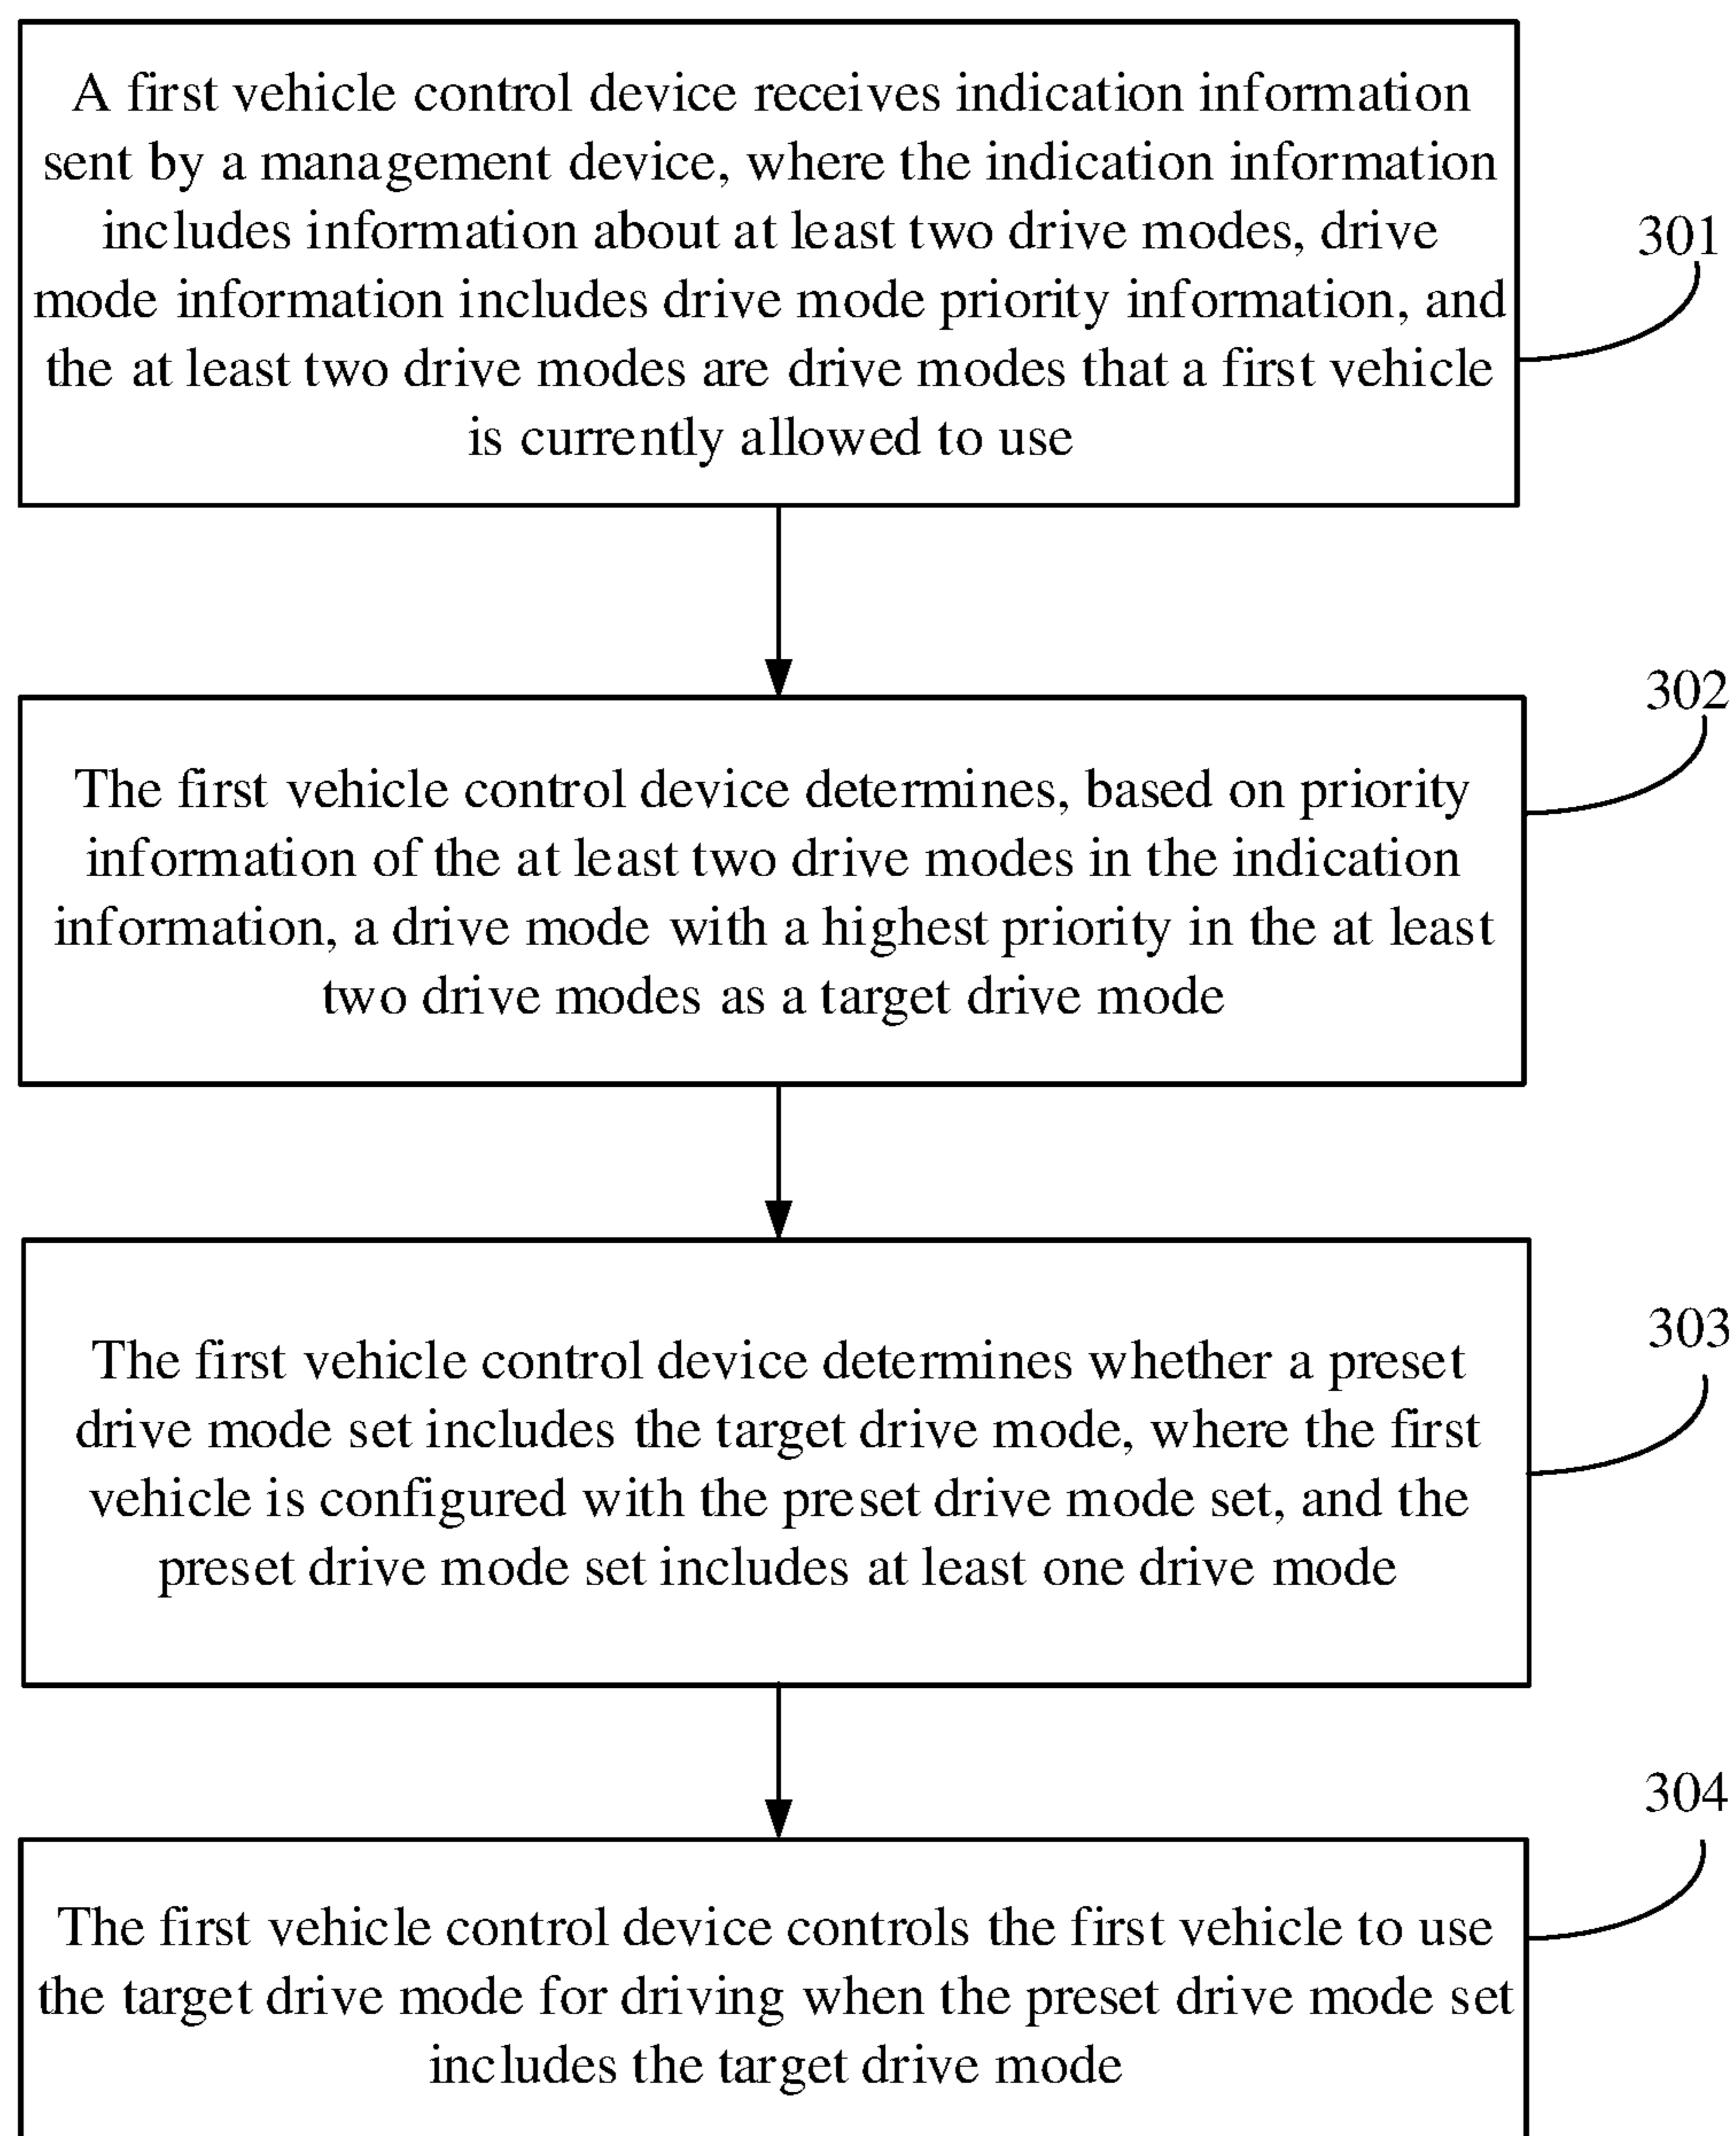 A first vehicle control device receives indication information
sent by a management device, where the indication information
includes information about at least two drive modes, drive
mode information includes drive mode priority information, and
the at least two drive modes are drive modes that a first vehicle
is currently allowed to use
301
The first vehicle control device determines, based on priority
information of the at least two drive modes in the indication
information, a drive mode with a highest priority in the at least
two drive modes as a target drive mode
302
The first vehicle control device determines whether a preset
drive mode set includes the target drive mode, where the first
vehicle is configured with the preset drive mode set, and the
preset drive mode set includes at least one drive mode
303
The first vehicle control device controls the first vehicle to use
the target drive mode for driving when the preset drive mode set
includes the target drive mode
304